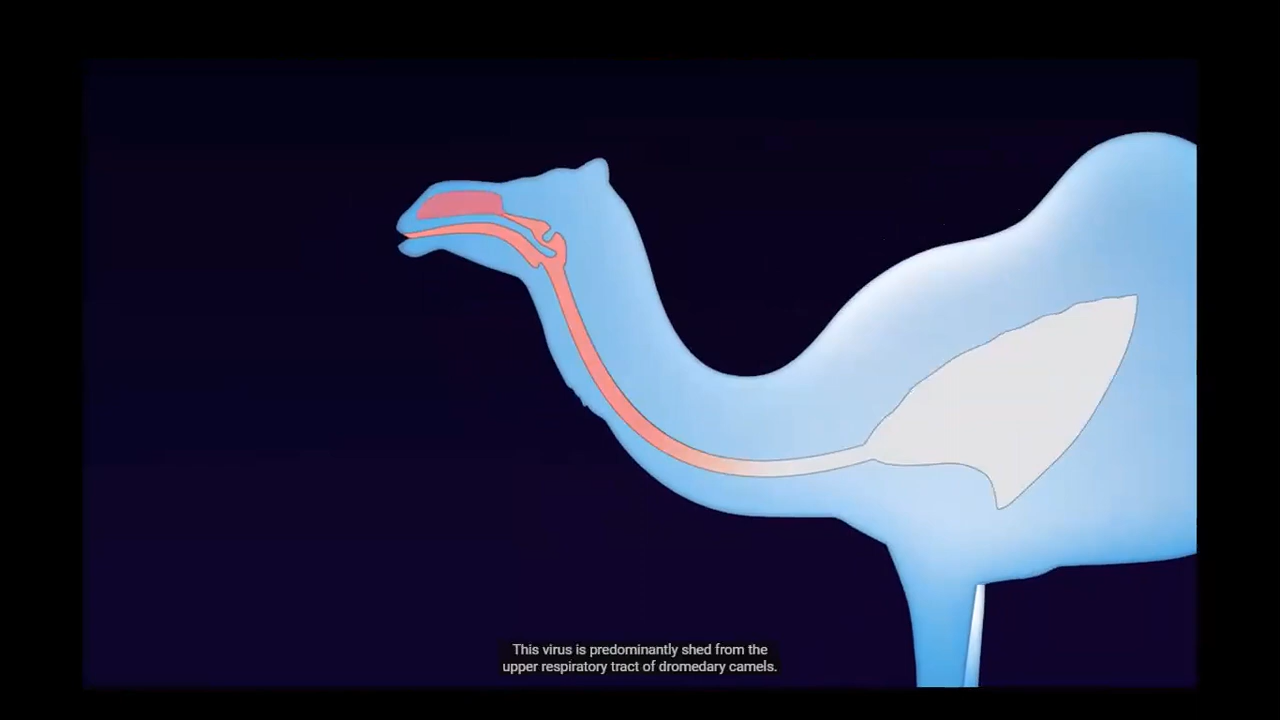 This virus is predominantly shed from the
upper respiratory tract of dromedary camels.